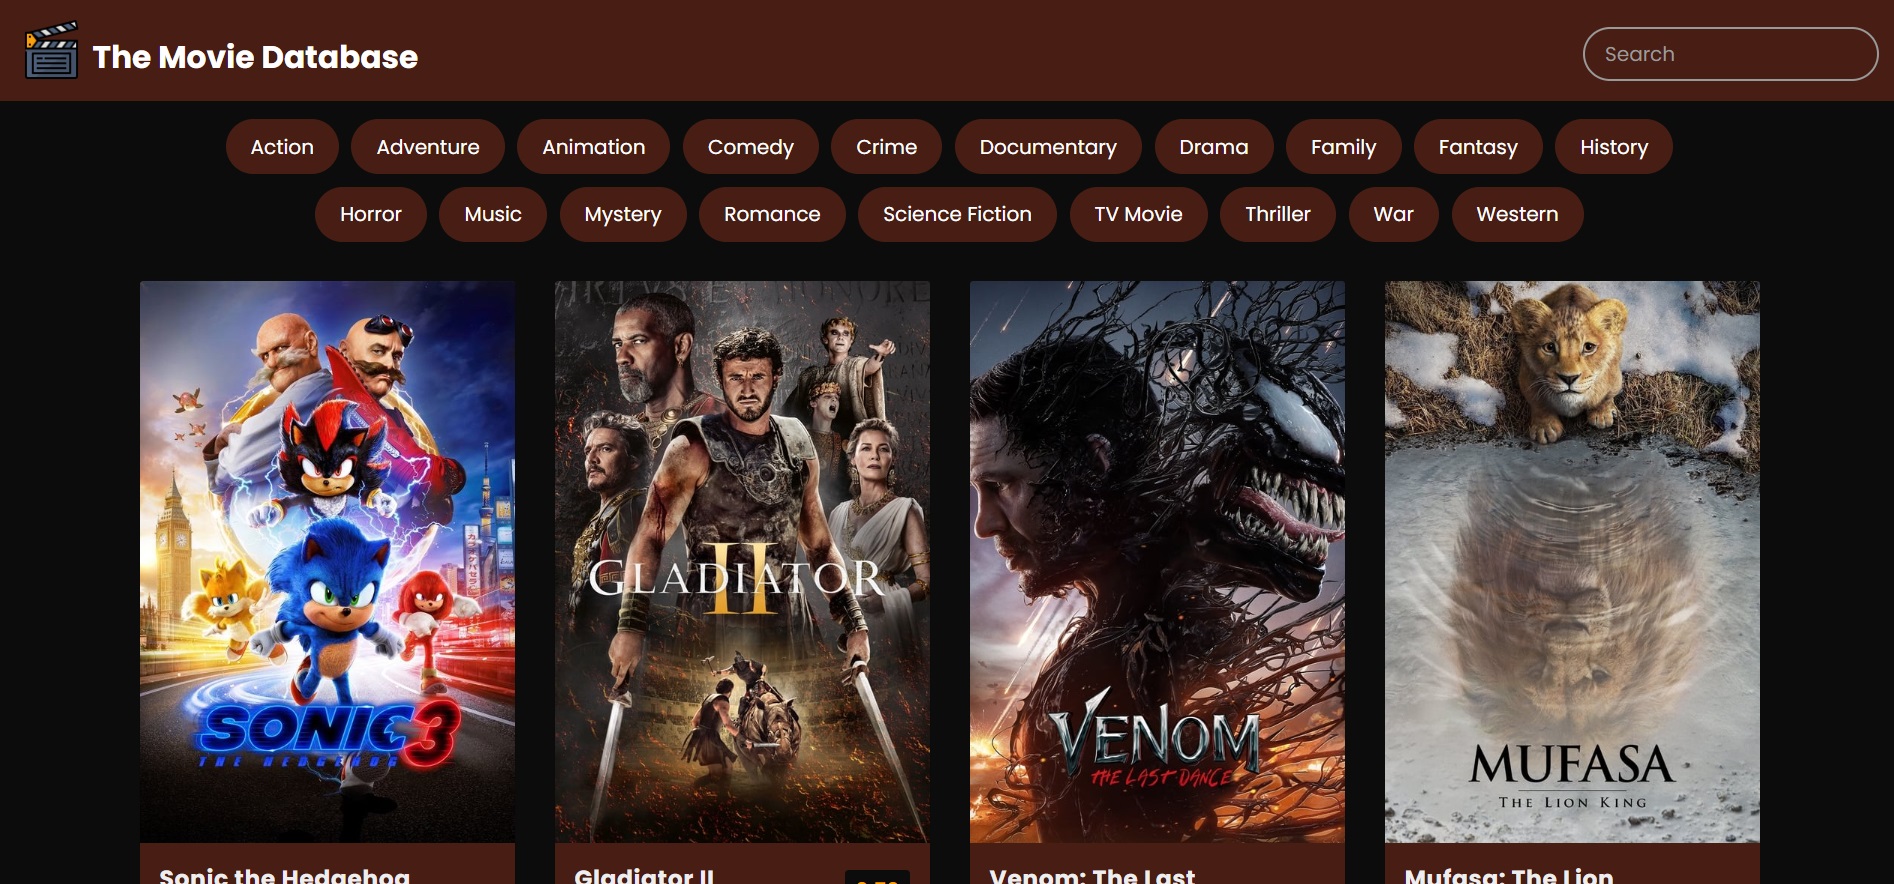 The Movie Database
Search
Action Adventure Animation Comedy Crime Documentary Drama Family Fantasy History
Horror Music Mystery Romance Science Fiction TV Movie Thriller War Western
SONIC 3
THE HEDGEHOG
GLADIATOR II
VENOM
THE LAST DANCE
MUFASA
THE LION KING
Sonic the Hedgehog
Gladiator II
Venom: The Last
Mufasa: The Lion